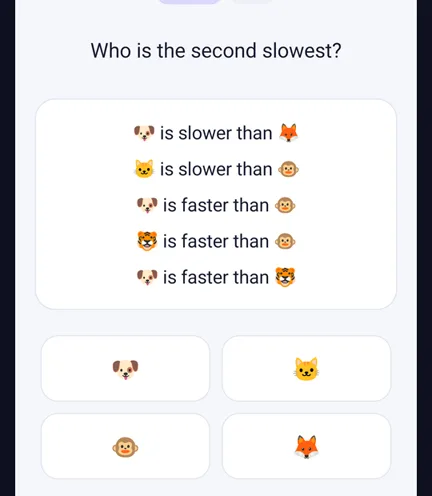 Who is the second slowest?
🐶 is slower than 🦊
🐱 is slower than 🐵
🐶 is faster than 🐵
🐯 is faster than 🐵
🐶 is faster than 🐯